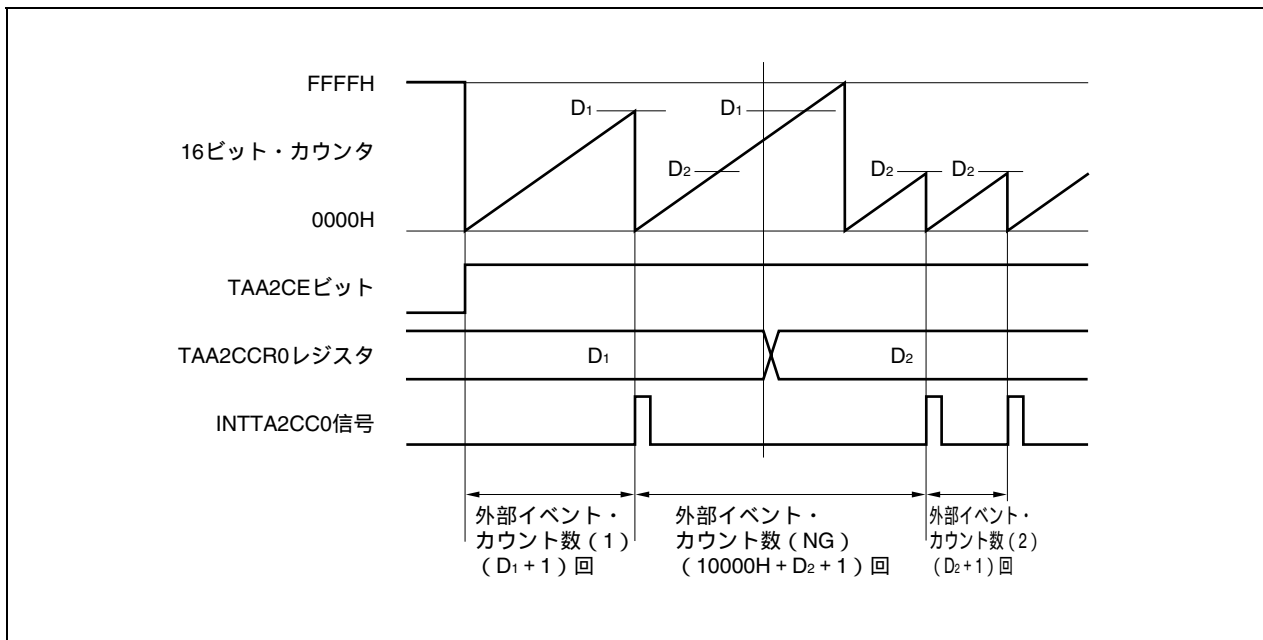 FFFFH
D1
D1
16ビット・カウンタ
D2
D2
D2
0000H
TAA2CEビット
TAA2CCR0レジスタ
D1
D2
INTTA2CC0信号
外部イベント・
カウント数（1）
（D1 + 1）回
外部イベント・
カウント数（NG）
（10000H + D2 + 1）回
外部イベント・
カウント数(2)
(D2+1)回